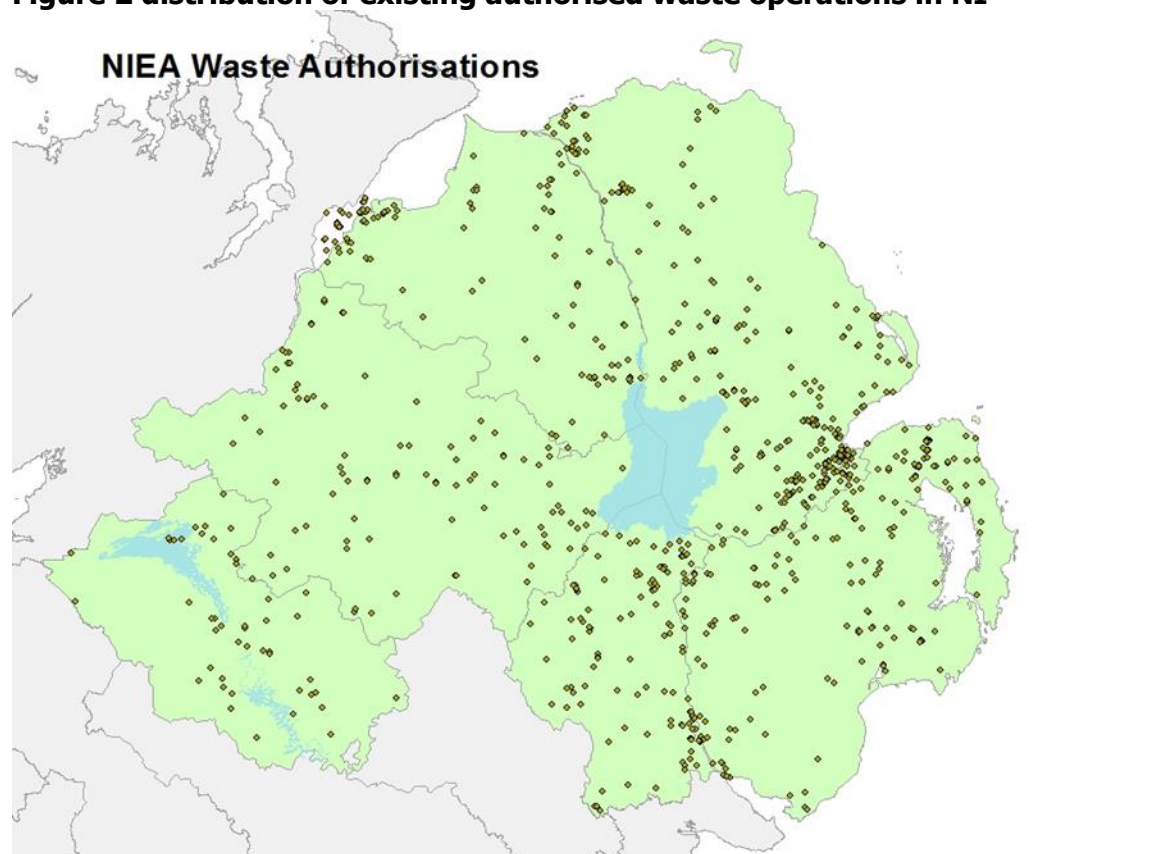 Figure 2 distribution of existing authorised waste operations in NI
NIEA Waste Authorisations